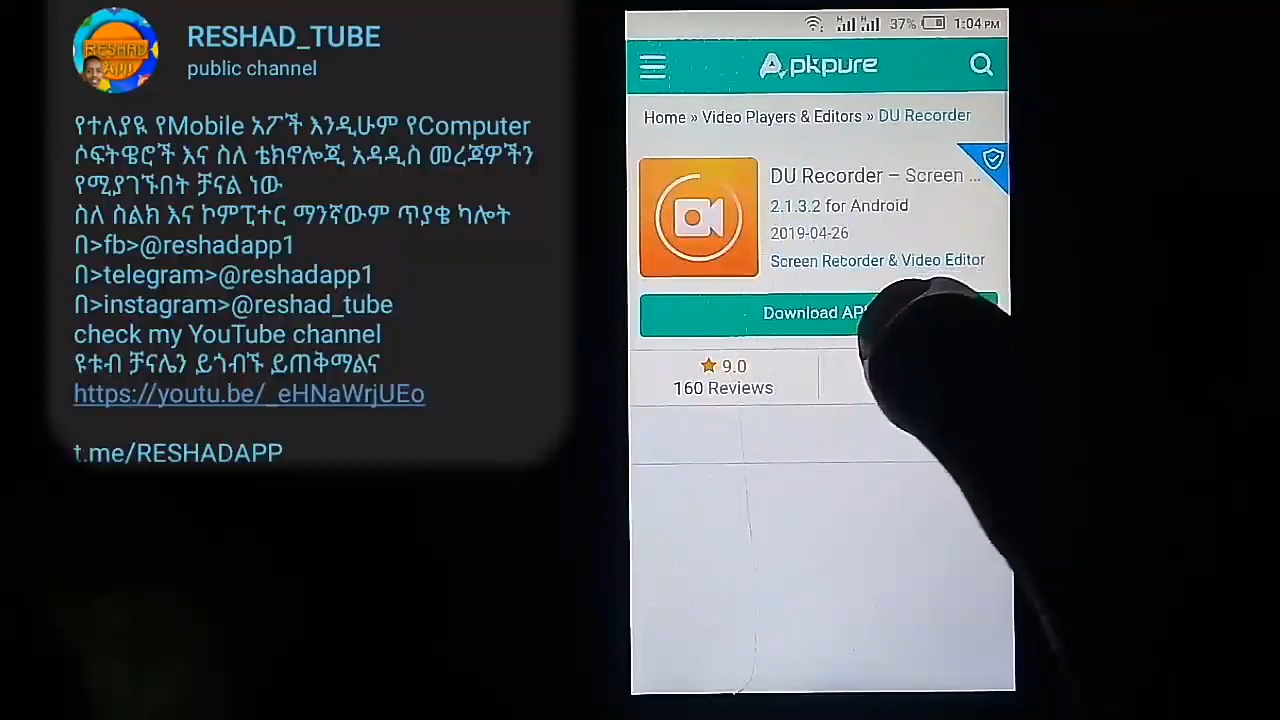 RESHAD_TUBE
public channel
የተለያዪ የMobile አፖች እንዲሁም የComputer
ሶፍትዌሮች እና ስለ ቴክኖሎጂ አዳዲስ መረጃዎችን
የሚያገኙበት ቻናል ነው
ስለ ስልክ እና ኮምፒተር ማንኛውም ጥያቄ ካሎት
በ>fb>@reshadapp1
በ>telegram>@reshadapp1
በ>instagram>@reshad_tube
check my YouTube channel
ዩቱብ ቻናሌን ይጎብኙ ይጠቅማልና
https://youtu.be/_eHNaWrjUEo
t.me/RESHADAPP
RESHAD
APP
37% 1:04 PM
Apkpure
Home » Video Players & Editors » DU Recorder
DU Recorder – Screen ...
2.1.3.2 for Android
2019-04-26
Screen Recorder & Video Editor
Download
9.0
160 Reviews